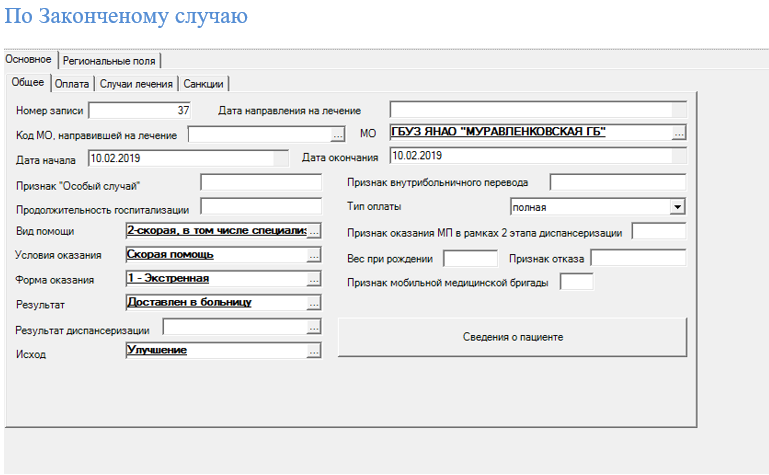 По Законченому случаю
Основное Региональные поля
Общее Оплата Случаи лечения Санкции
Номер записи 37 Дата направления на лечение
Код МО, направившей на лечение ... МО ГБУЗ ЯНАО "МУРАВЛЕНКОВСКАЯ ГБ" ...
Дата начала 10.02.2019 Дата окончания 10.02.2019
Признак "Особый случай" Признак внутрибольничного перевода
Продолжительность госпитализации Тип оплаты полная
Вид помощи 2-скорая, в том числе специализ ... Признак оказания МП в рамках 2 этапа диспансеризации
Условия оказания Скорая помощь ... Вес при рождении Признак отказа
Форма оказания 1 - Экстренная ... Признак мобильной медицинской бригады
Результат Доставлен в больницу ...
Результат диспансеризации ... Сведения о пациенте
Исход Улучшение ...